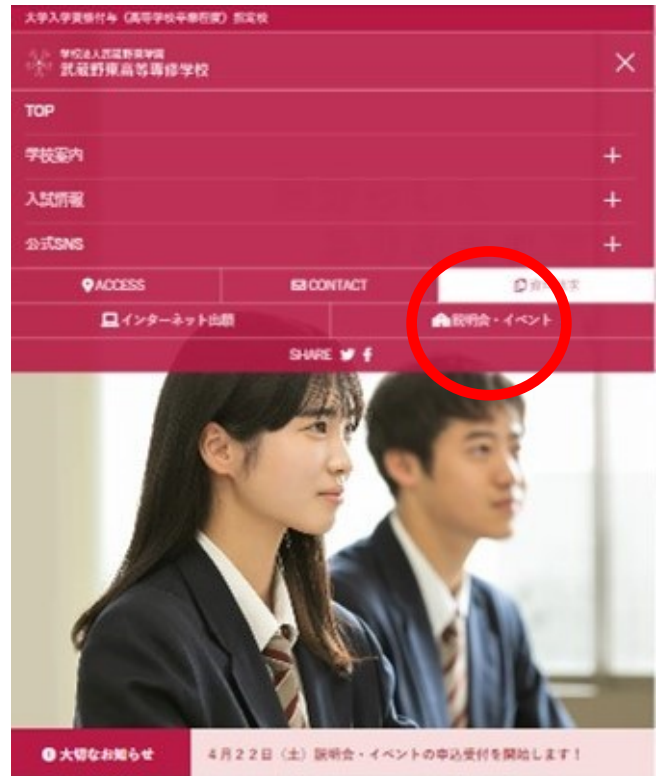 大学入学資格付与（高等学校卒業程度）指定校
学校法人武蔵野東学園
武蔵野東高等専修学校
TOP
学校案内
入試情報
公式SNS
ACCESS
CONTACT
資料請求
インターネット出願
説明会・イベント
SHARE
大切なお知らせ
4月22日（土）説明会・イベントの申込受付を開始します！